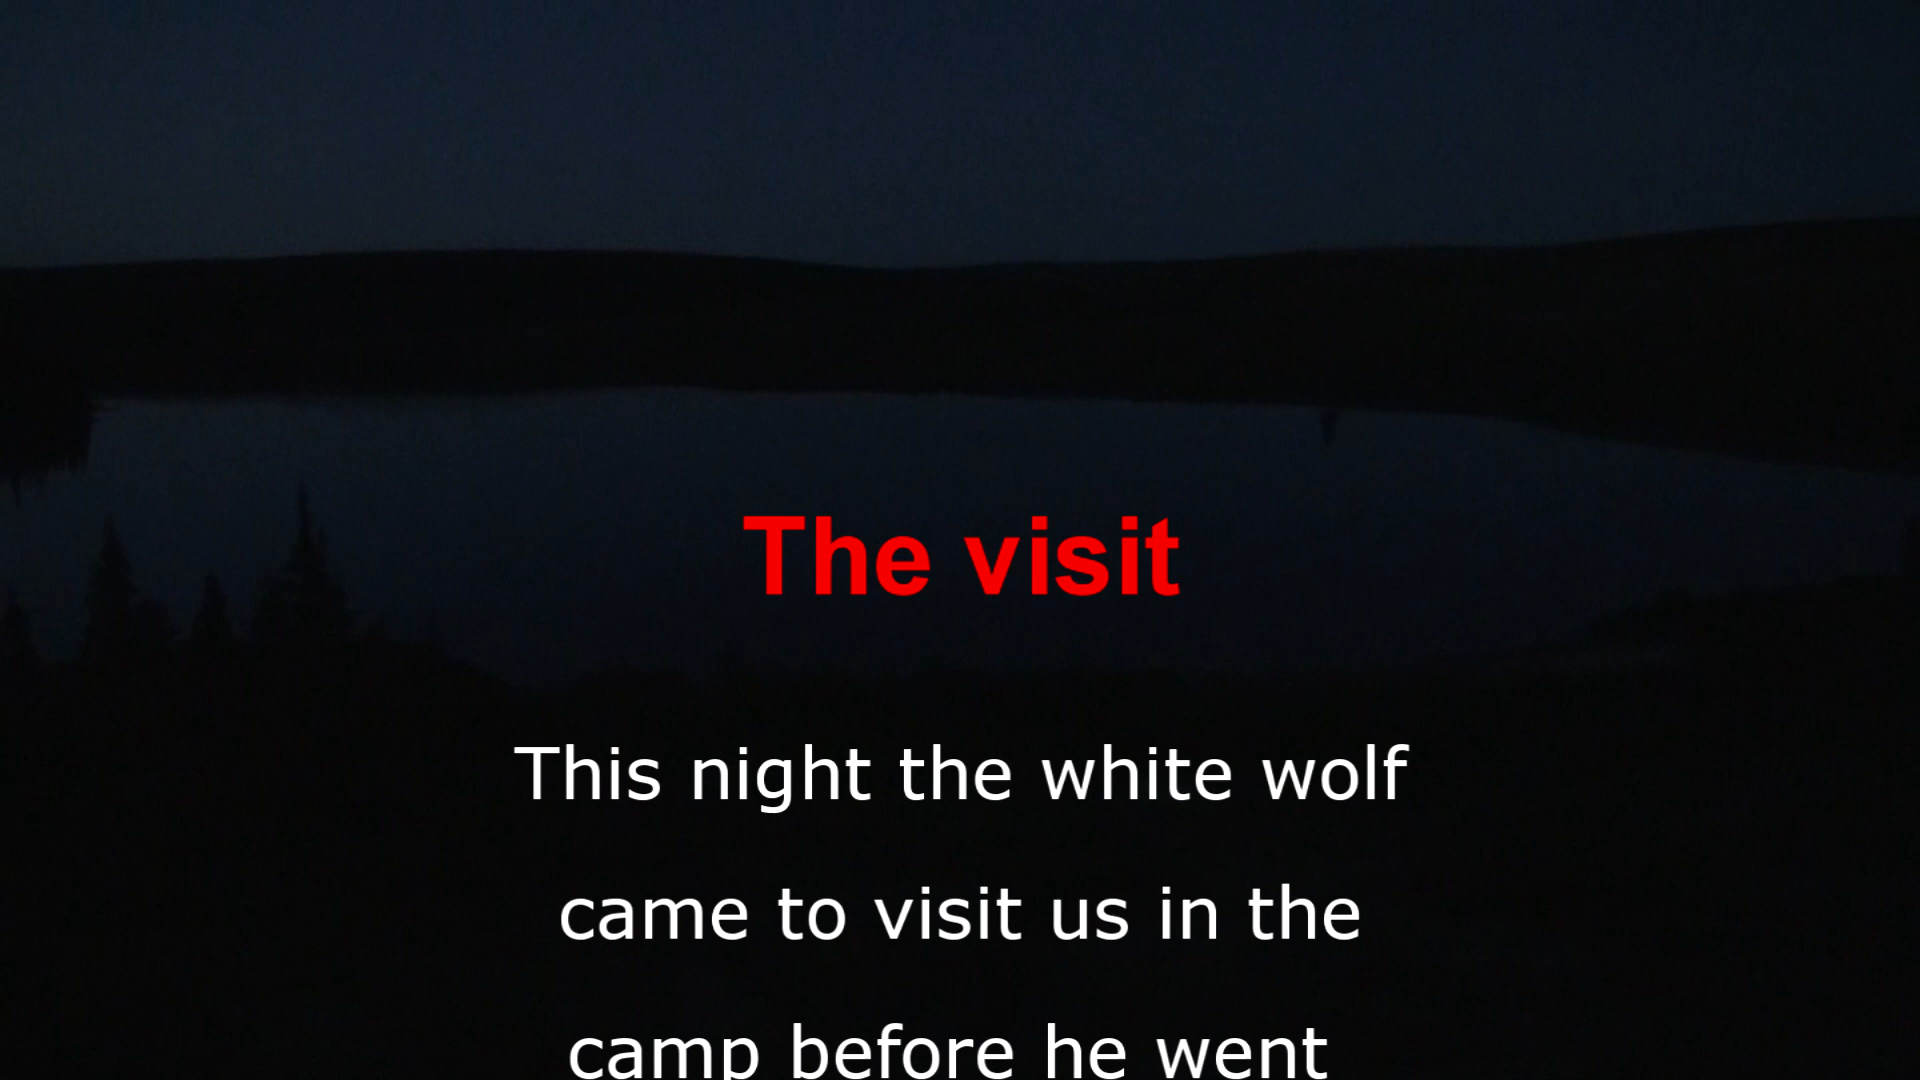 The visit
This night the white wolf
came to visit us in the
camp before he went